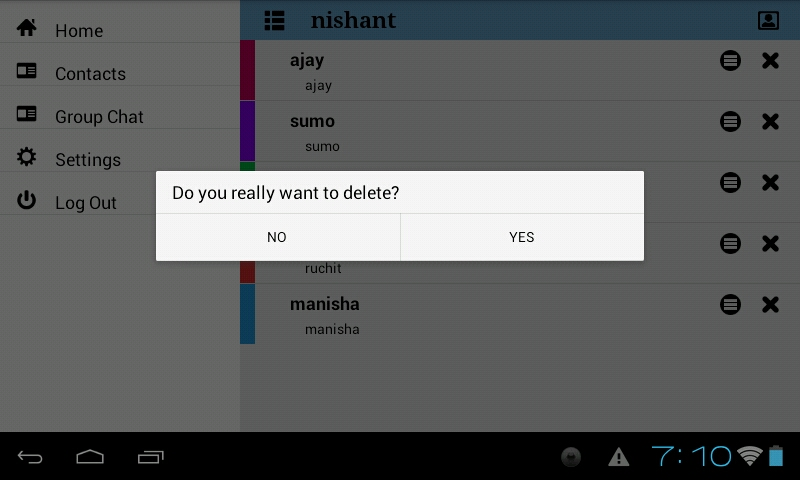 Home
Contacts
Group Chat
Settings
Log Out
nishant
ajay
ajay
sumo
sumo
Do you really want to delete?
NO
YES
ruchit
manisha
manisha
7:10